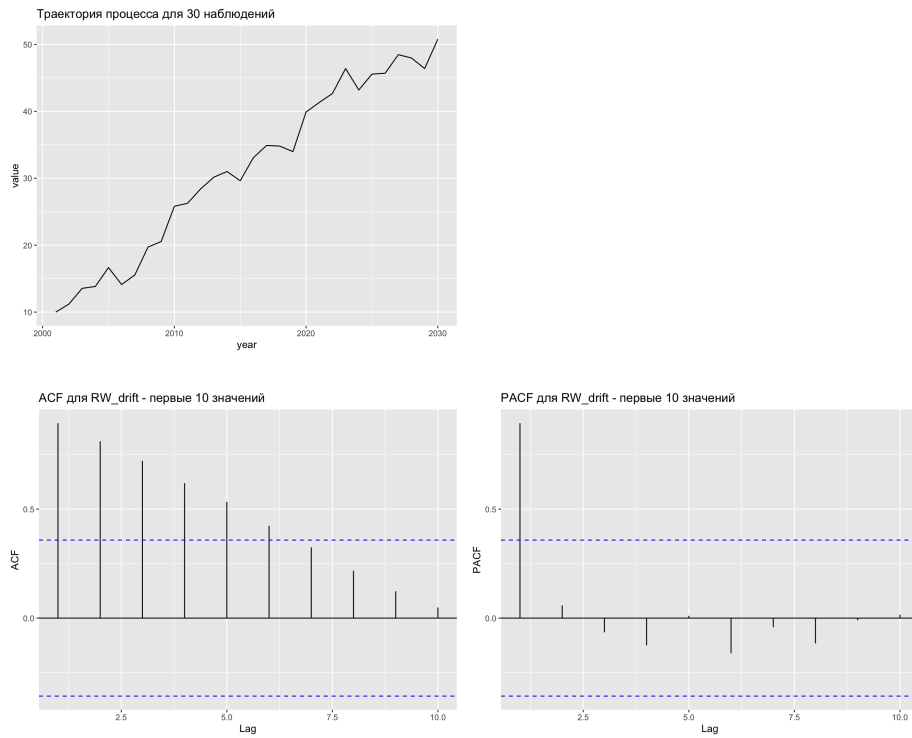 Траектория процесса для 30 наблюдений
50
40
30
20
10
value
2000
2010
2020
2030
year
ACF для RW_drift - первые 10 значений
0.5
0.0
ACF
2.5
5.0
7.5
10.0
Lag
PACF для RW_drift - первые 10 значений
0.5
0.0
PACF
2.5
5.0
7.5
10.0
Lag